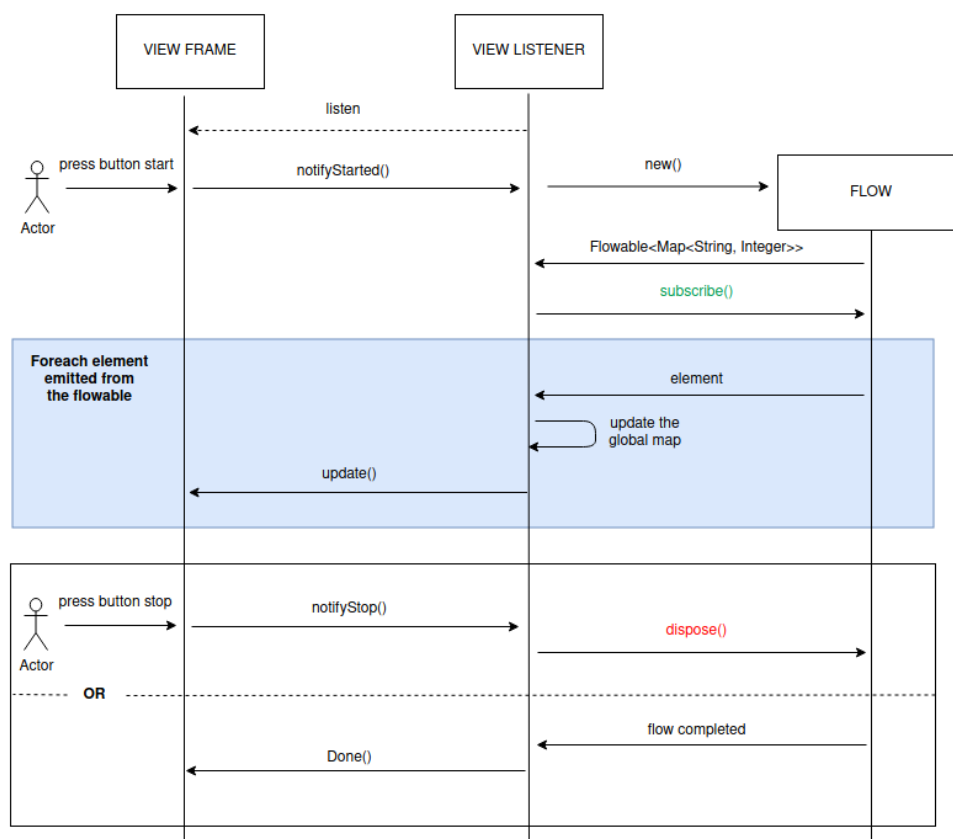 VIEW FRAME
VIEW LISTENER
listen
press button start
notifyStarted()
new()
FLOW
Actor
Flowable<Map<String, Integer>>
subscribe()
Foreach element
emitted from
the flowable
element
update the
global map
update()
press button stop
notifyStop()
dispose()
Actor
OR
flow completed
Done()